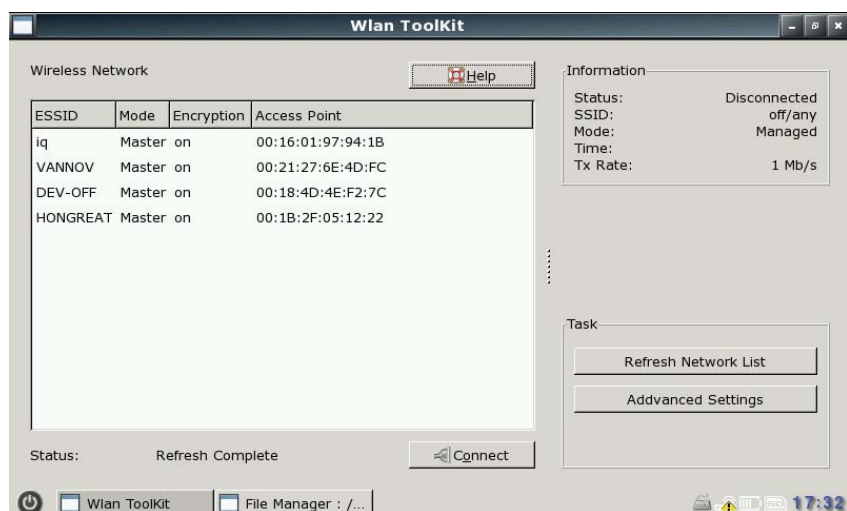 Wlan ToolKit
Wireless Network
Help
ESSID Mode Encryption Access Point
iq Master on 00:16:01:97:94:1B
VANNOV Master on 00:21:27:6E:4D:FC
DEV-OFF Master on 00:18:4D:4E:F2:7C
HONGREAT Master on 00:1B:2F:05:12:22
Status: Refresh Complete
Connect
Information
Status: Disconnected
SSID: off/any
Mode: Managed
Time:
Tx Rate: 1 Mb/s
Task
Refresh Network List
Addvanced Settings
Wlan ToolKit
File Manager : /...
17:32